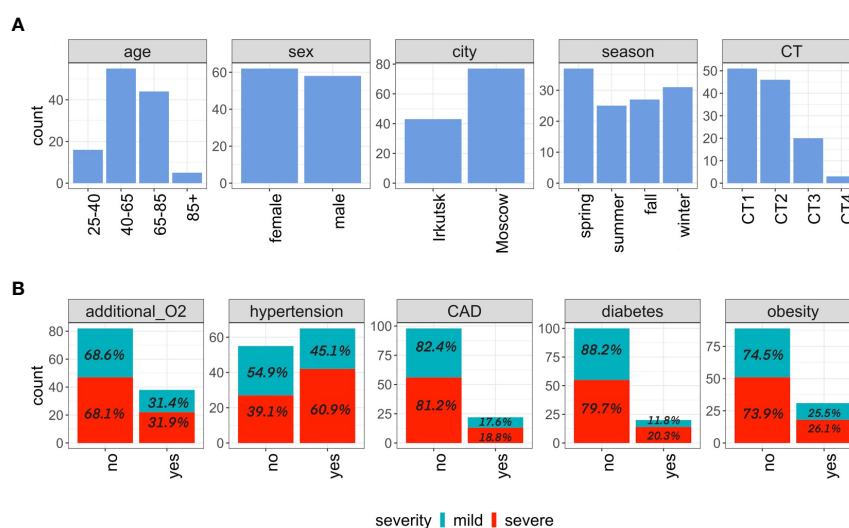 A
age sex city season CT
count
40
20
0
60
40
20
0
80
60
40
20
0
30
20
10
0
50
40
30
20
10
0
25-40 40-65 65-85 85+
female male
Irkutsk Moscow
spring summer fall winter
CT1 CT2 CT3 CT4
B
additional_O2 hypertension CAD diabetes obesity
count
80
60
40
20
0
60
40
20
0
100
75
50
25
0
100
75
50
25
0
75
50
25
0
68.6% 68.1% 31.4% 31.9%
54.9% 39.1% 45.1% 60.9%
82.4% 81.2% 17.6% 18.8%
88.2% 79.7% 11.8% 20.3%
74.5% 73.9% 25.5% 26.1%
no yes no yes no yes no yes no yes
severity mild severe